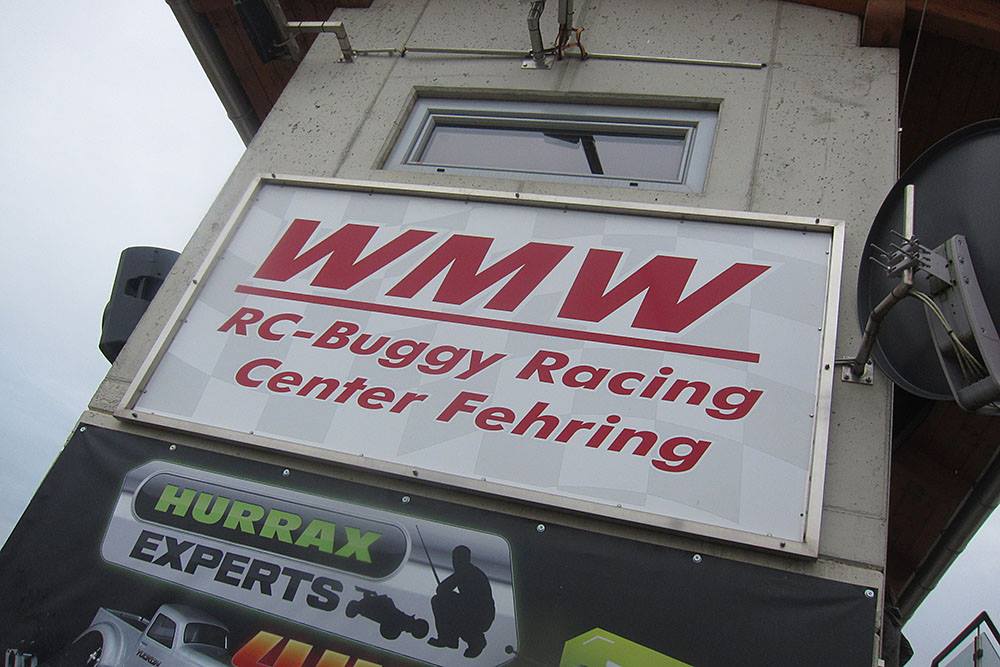 WMW
RC-Buggy Racing
Center Fehring
HURRAX
EXPERTS